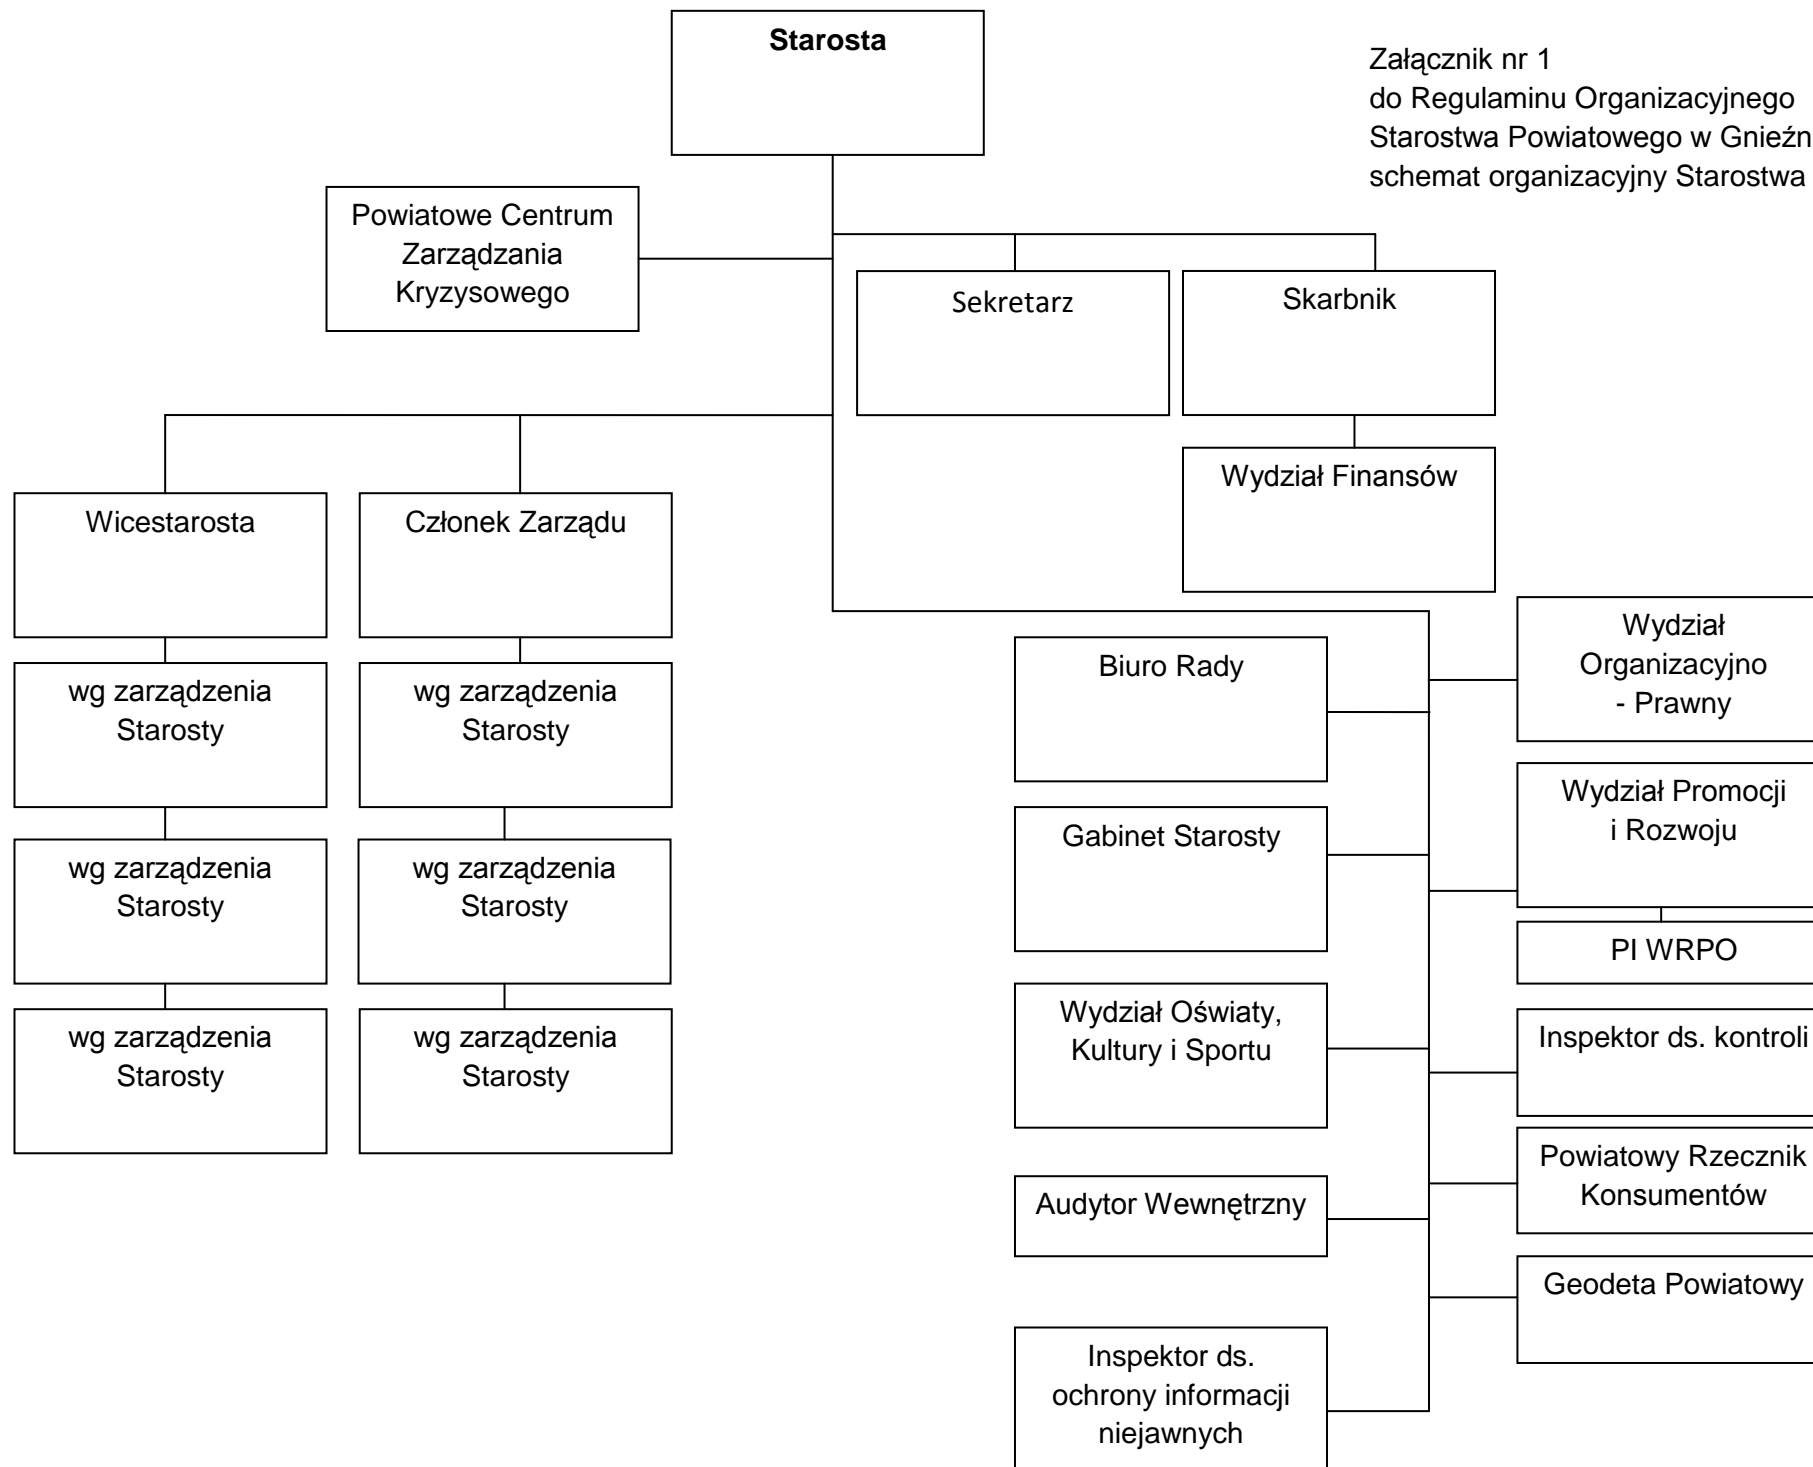 Starosta
Załącznik nr 1
do Regulaminu Organizacyjnego
Starostwa Powiatowego w Gnieźn
schemat organizacyjny Starostwa
Powiatowe Centrum
Zarządzania
Kryzysowego
Sekretarz
Skarbnik
Wydział Finansów
Wicestarosta
Członek Zarządu
wg zarządzenia
Starosty
wg zarządzenia
Starosty
wg zarządzenia
Starosty
wg zarządzenia
Starosty
wg zarządzenia
Starosty
wg zarządzenia
Starosty
Biuro Rady
Wydział
Organizacyjno
- Prawny
Gabinet Starosty
Wydział Promocji
i Rozwoju
PI WRPO
Wydział Oświaty,
Kultury i Sportu
Inspektor ds. kontroli
Audytor Wewnętrzny
Powiatowy Rzecznik
Konsumentów
Geodeta Powiatowy
Inspektor ds.
ochrony informacji
niejawnych